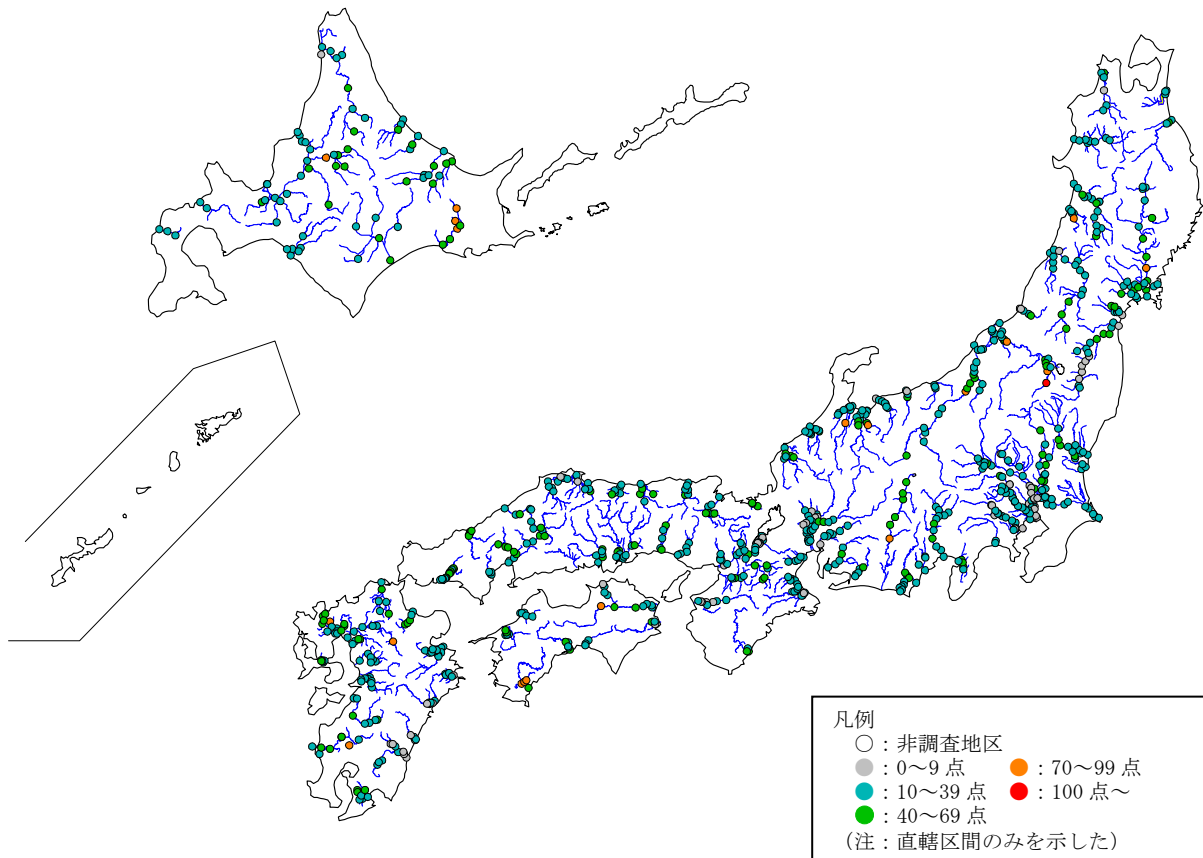 凡例
○：非調査地区
●：0～9 点 ●：70～99 点
●：10～39 点 ●：100 点～
●：40～69 点
（注：直轄区間のみを示した）